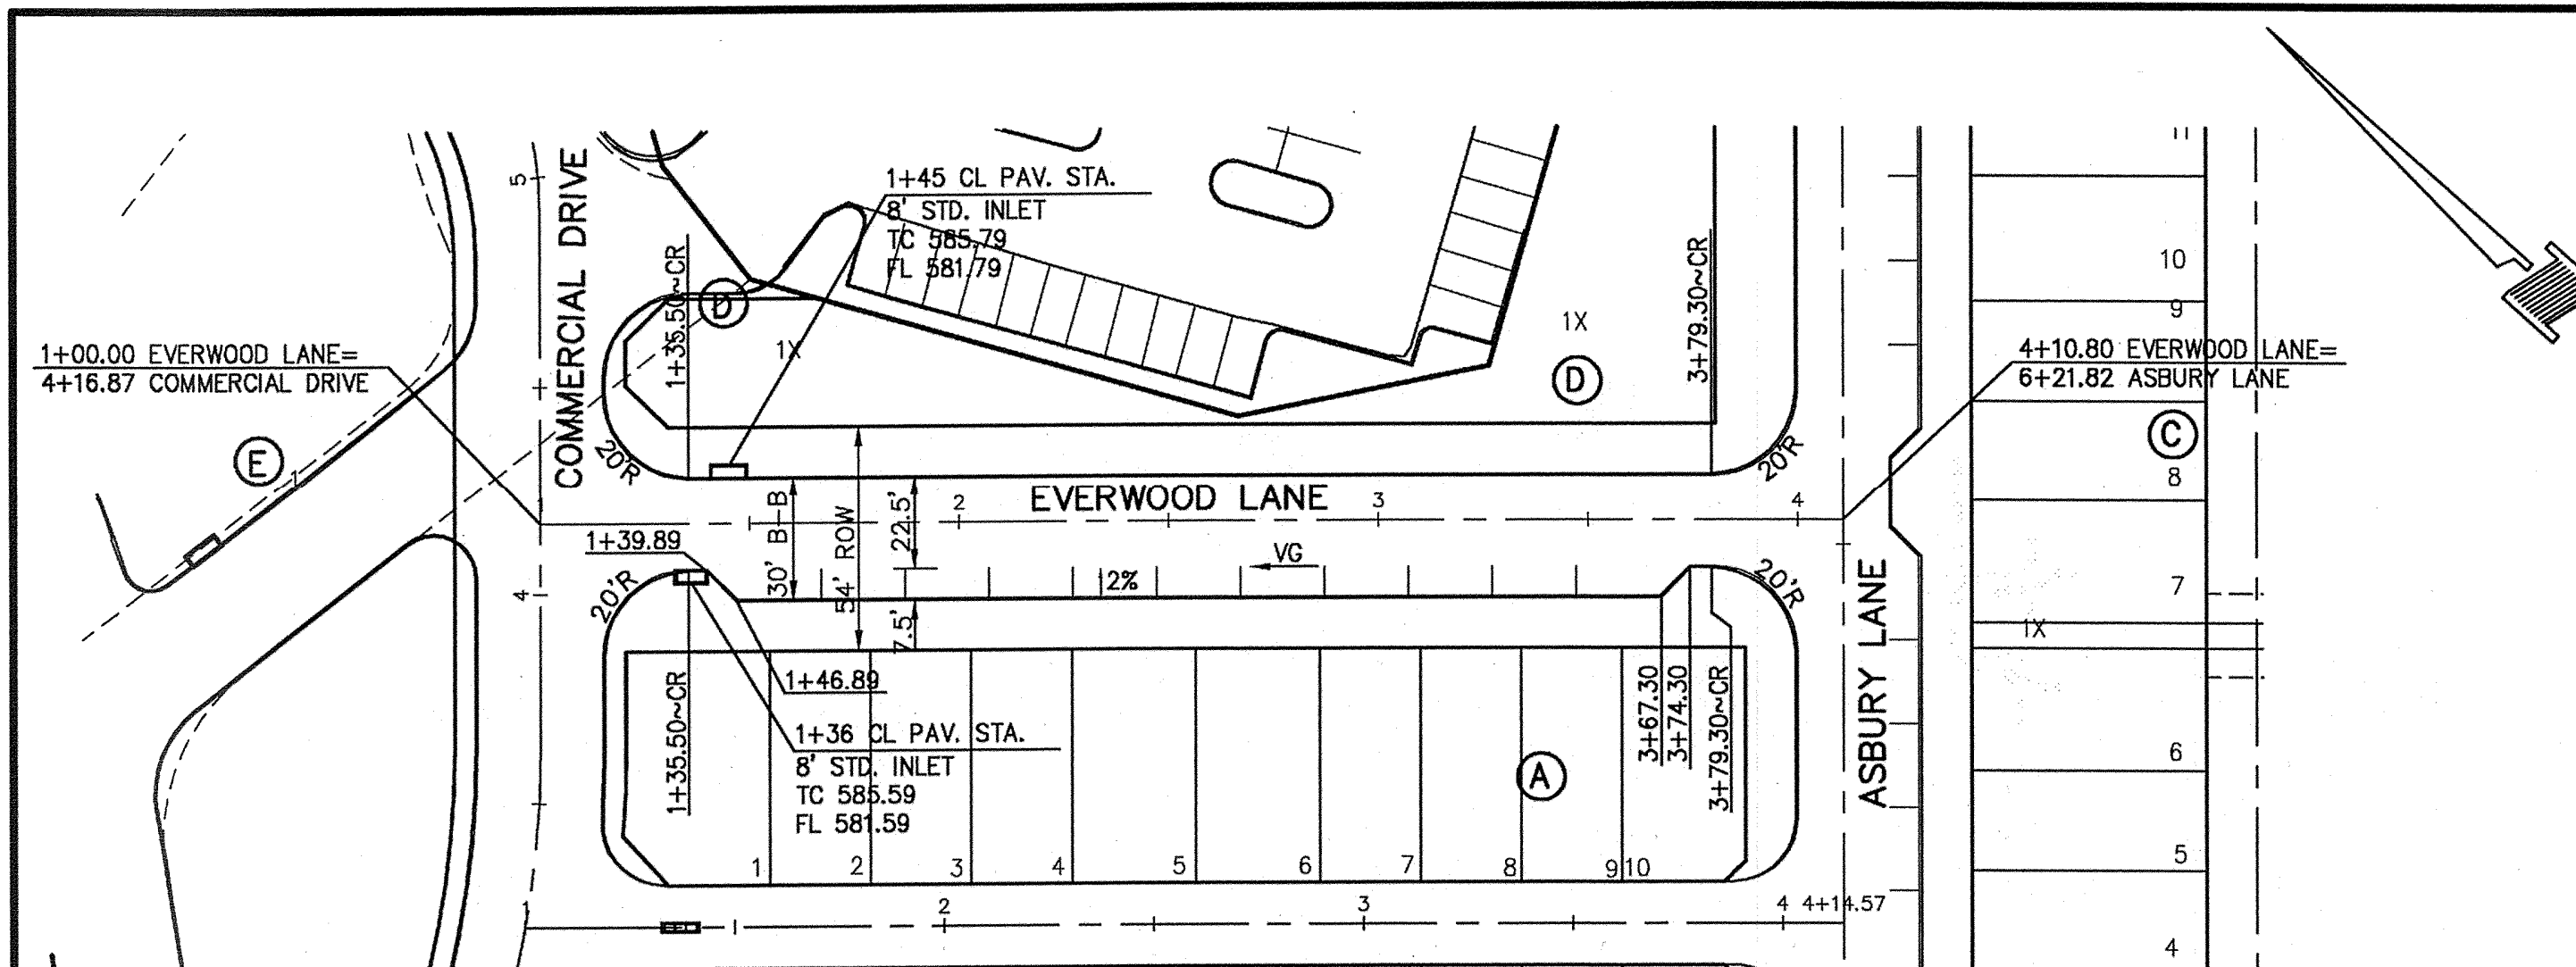 11
5
COMMERCIAL DRIVE
1+45 CL PAV. STA.
8' STD. INLET
TC 585.79
FL 581.79
1+35.50~CR
D
1X
3+79.30~CR
1X
D
10
9
1+00.00 EVERWOOD LANE=
4+16.87 COMMERCIAL DRIVE
4+10.80 EVERWOOD LANE=
6+21.82 ASBURY LANE
E
1
20'R
20'R
C
8
EVERWOOD LANE
2
3
4
30' B-B
54' ROW
22.5'
1+39.89
VG
2%
4
20'R
20'R
7
7.5'
1X
ASBURY LANE
1+46.89
1+35.50~CR
1+36 CL PAV. STA.
8' STD. INLET
TC 585.59
FL 581.59
3+67.30
3+74.30
3+79.30~CR
A
6
1 2 3 4 5 6 7 8 9 10
5
1 2 3 4 4+14.57
4